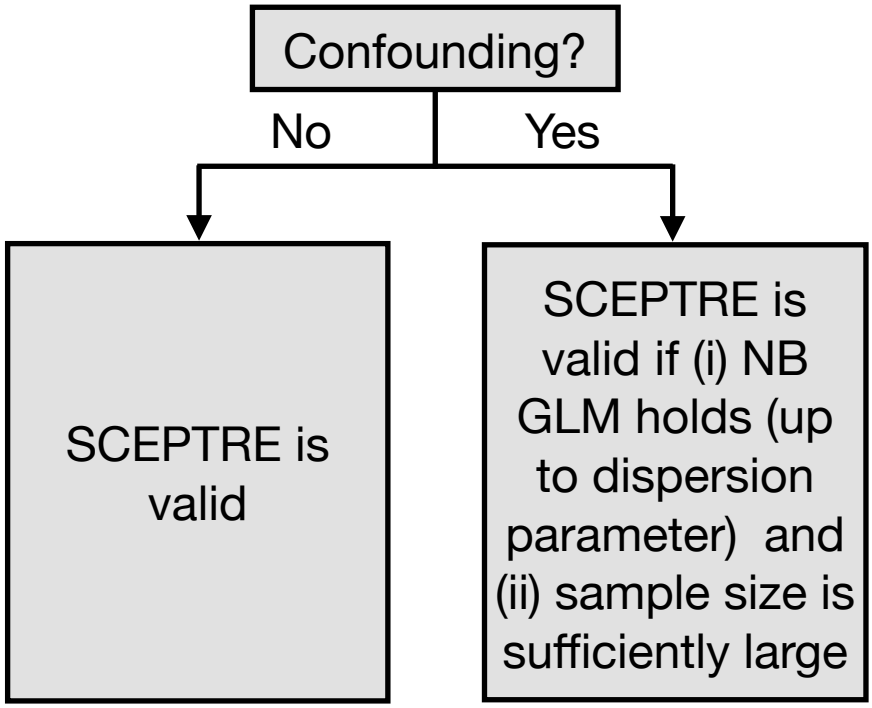 Confounding?
No
Yes
SCEPTRE is
valid
SCEPTRE is
valid if (i) NB
GLM holds (up
to dispersion
parameter)  and
(ii) sample size is
sufficiently large